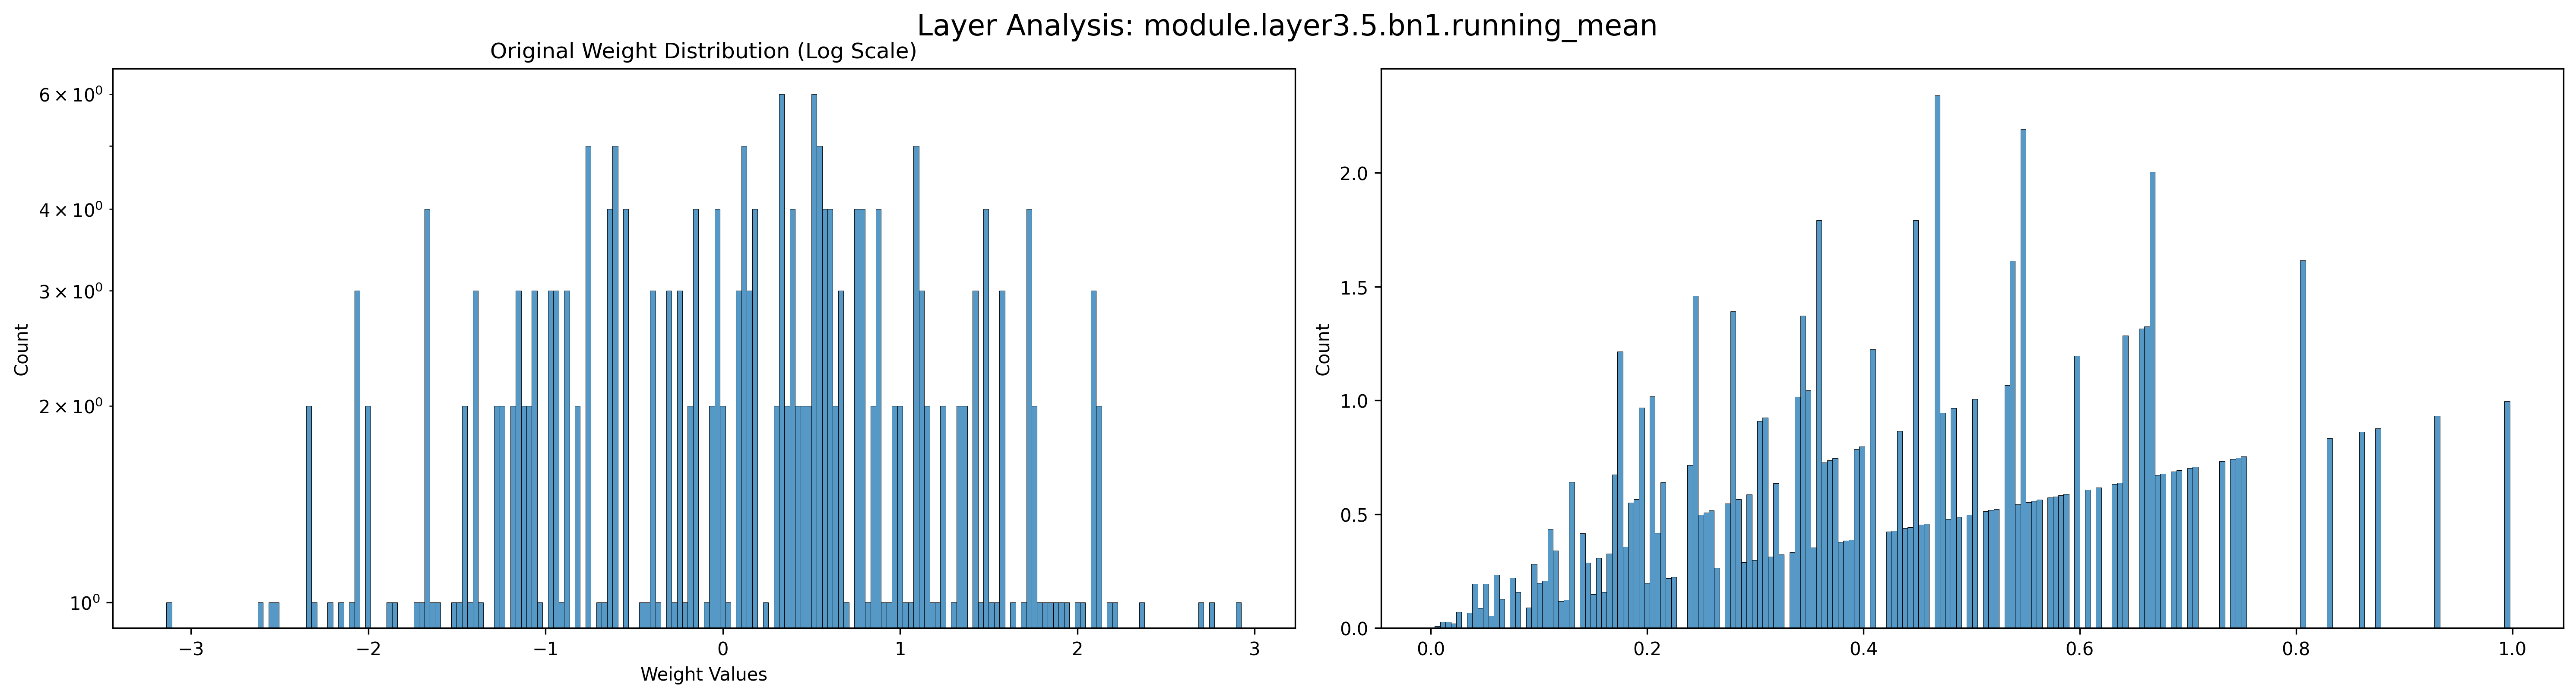 Layer Analysis: module.layer3.5.bn1.running_mean
Original Weight Distribution (Log Scale)
Count
6 × 10⁰
4 × 10⁰
3 × 10⁰
2 × 10⁰
10⁰
−3 −2 −1 0 1 2 3
Weight Values
Count
2.0
1.5
1.0
0.5
0.0
0.0 0.2 0.4 0.6 0.8 1.0